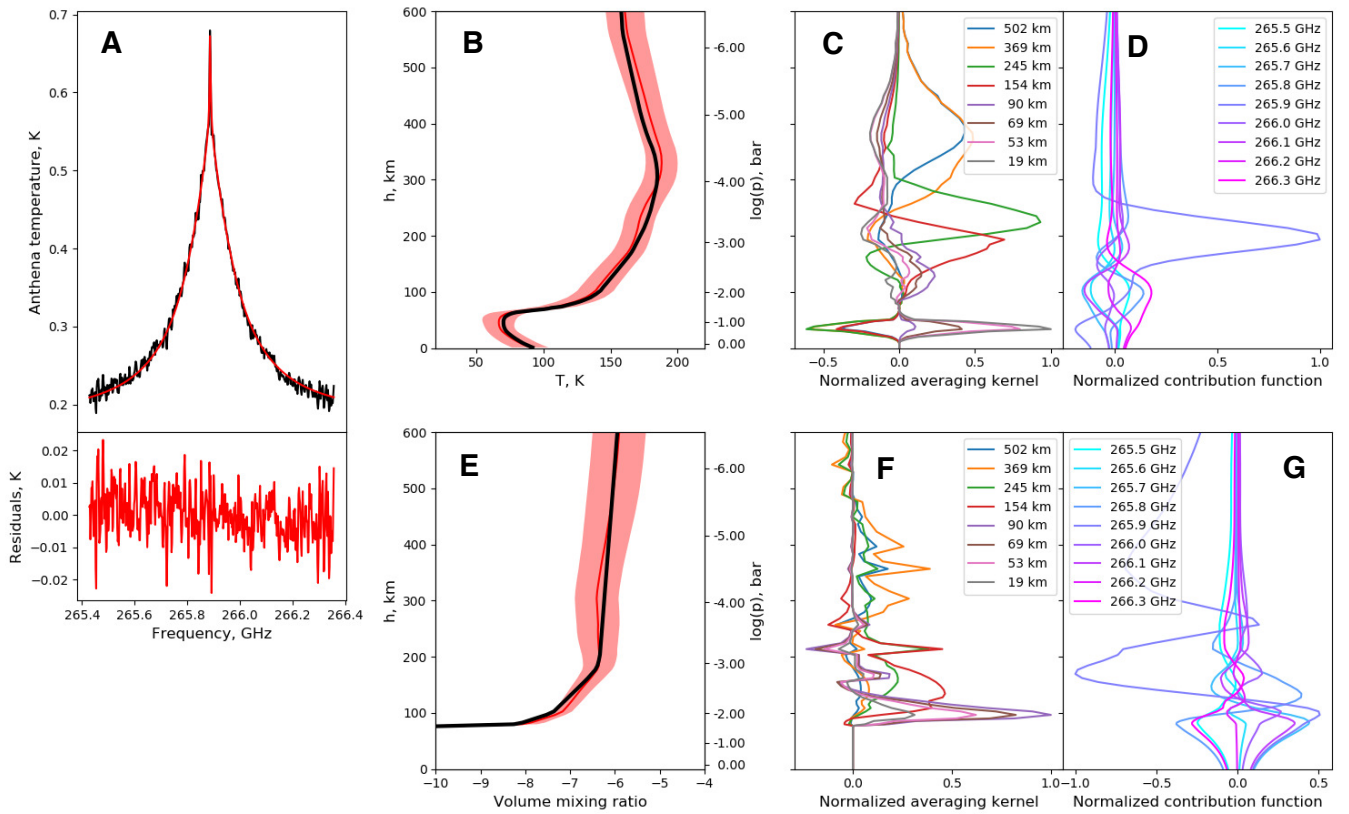 A
0.7
0.6
0.5
0.4
0.3
0.2
Anthena temperature, K
0.02
0.01
0.00
−0.01
−0.02
Residuals, K
265.4
265.6
265.8
266.0
266.2
266.4
Frequency, GHz
B
600
500
400
300
200
100
0
h, km
50
100
150
200
T, K
-6.00
-5.00
-4.00
-3.00
-2.00
-1.00
0.00
log(p), bar
C
502 km
369 km
245 km
154 km
90 km
69 km
53 km
19 km
−0.5
0.0
0.5
1.0
Normalized averaging kernel
D
265.5 GHz
265.6 GHz
265.7 GHz
265.8 GHz
265.9 GHz
266.0 GHz
266.1 GHz
266.2 GHz
266.3 GHz
0.0
0.5
1.0
Normalized contribution function
E
600
500
400
300
200
100
0
h, km
−10
−9
−8
−7
−6
−5
−4
Volume mixing ratio
-6.00
-5.00
-4.00
-3.00
-2.00
-1.00
0.00
log(p), bar
F
502 km
369 km
245 km
154 km
90 km
69 km
53 km
19 km
0.0
0.5
1.0
Normalized averaging kernel
G
265.5 GHz
265.6 GHz
265.7 GHz
265.8 GHz
265.9 GHz
266.0 GHz
266.1 GHz
266.2 GHz
266.3 GHz
−1.0
−0.5
0.0
0.5
Normalized contribution function